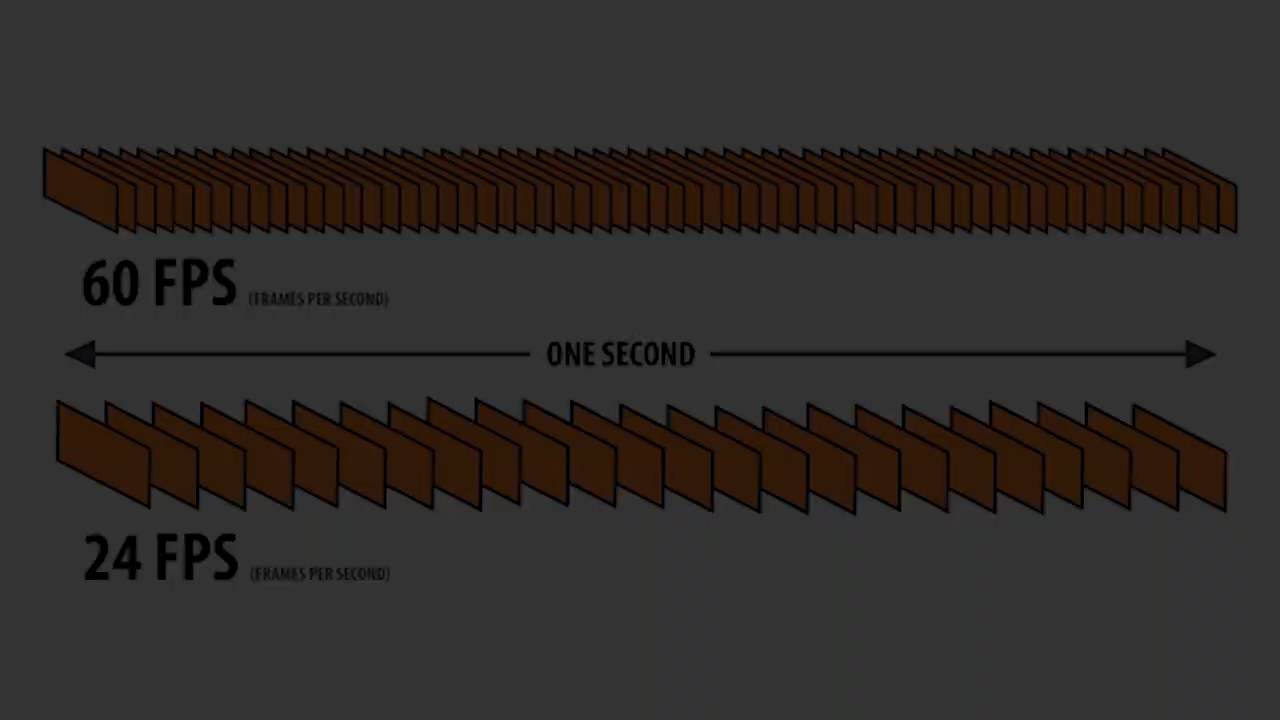 60 FPS (FRAMES PER SECOND)
ONE SECOND
24 FPS (FRAMES PER SECOND)